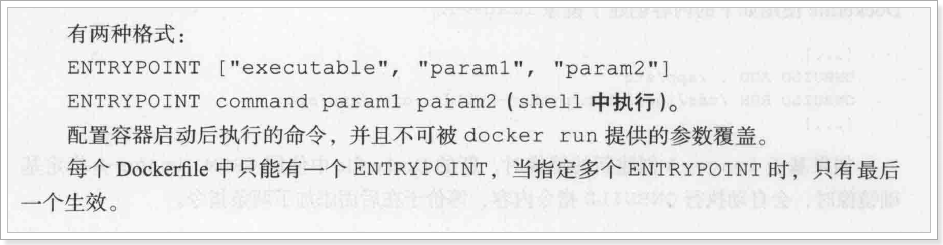 有两种格式：
ENTRYPOINT ["executable", "param1", "param2"]
ENTRYPOINT command param1 param2（shell 中执行）。
配置容器启动后执行的命令，并且不可被 docker run 提供的参数覆盖。
每个 Dockerfile 中只能有一个 ENTRYPOINT，当指定多个 ENTRYPOINT 时，只有最后
一个生效。